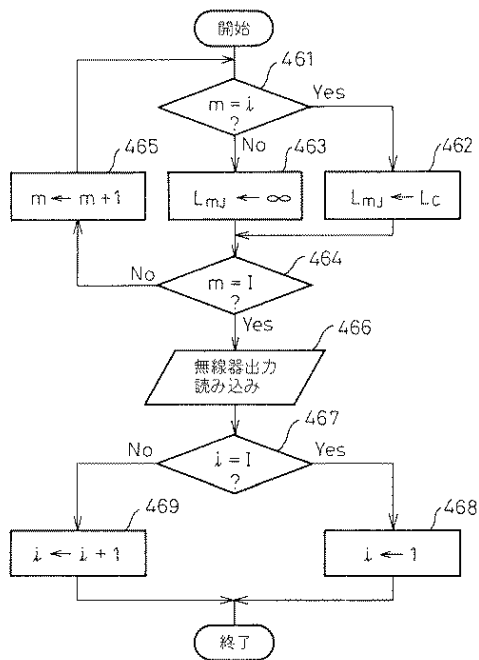 開始
461
m = i
?
Yes
No
465
463
462
m ← m+1
LmJ ← ∞
LmJ ← Lc
464
No
m = I
?
Yes
466
無線器出力
読み込み
467
No
i = I
?
Yes
469
468
i ← i + 1
i ← 1
終了